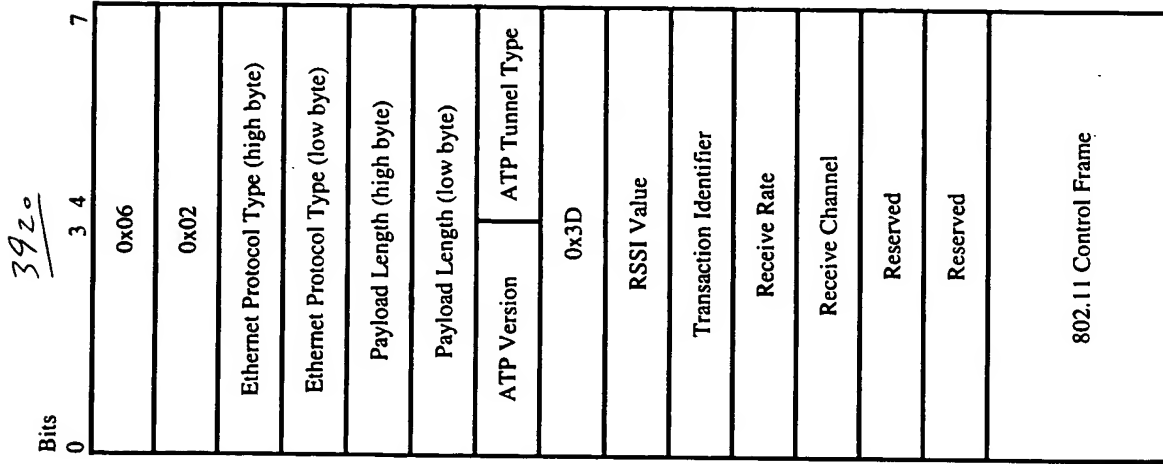 3920
Bits
0 3 4 7
0x06
0x02
Ethernet Protocol Type (high byte)
Ethernet Protocol Type (low byte)
Payload Length (high byte)
Payload Length (low byte)
ATP Version ATP Tunnel Type
0x3D
RSSI Value
Transaction Identifier
Receive Rate
Receive Channel
Reserved
Reserved
802.11 Control Frame